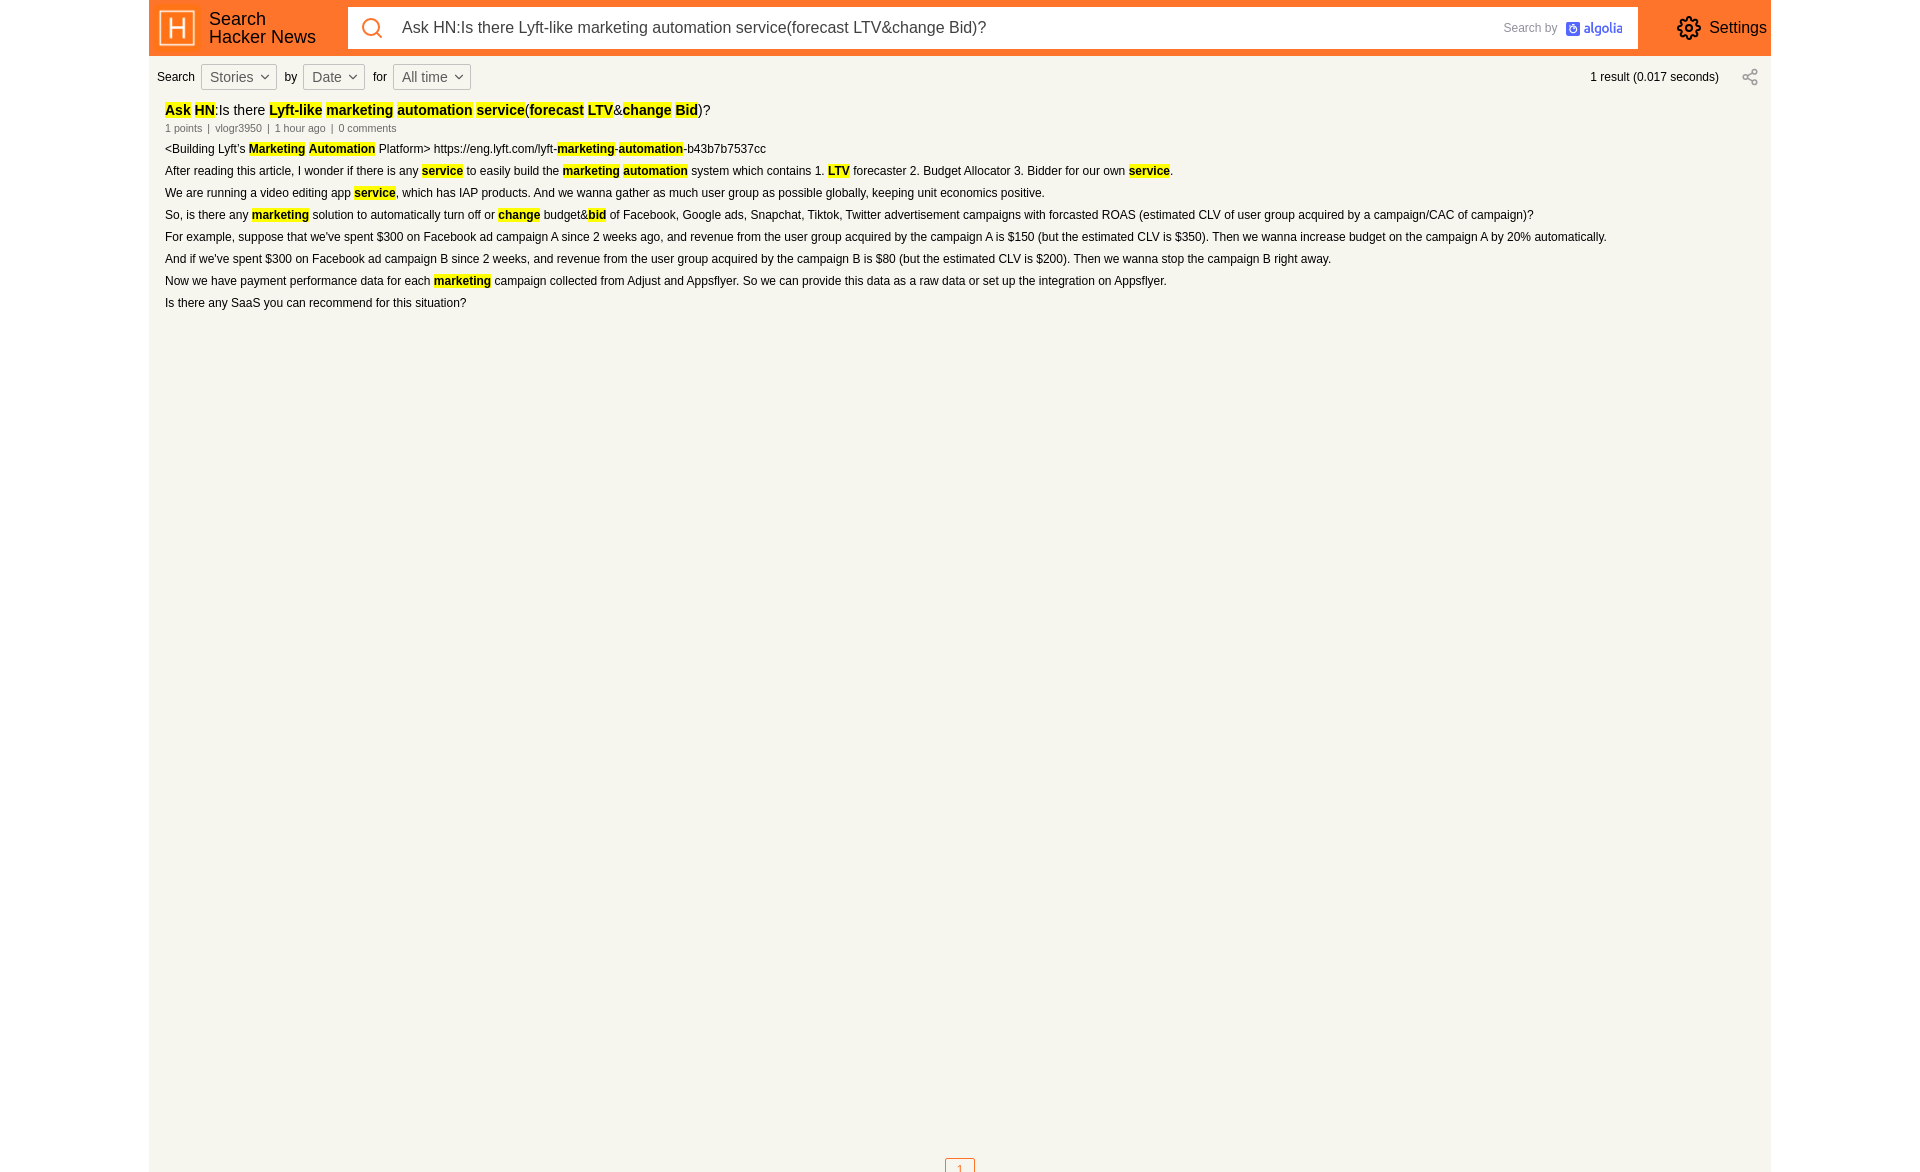 Search
Hacker News
Ask HN:Is there Lyft-like marketing automation service(forecast LTV&change Bid)?
Search by algolia
Settings
Search Stories by Date for All time
1 result (0.017 seconds)
Ask HN:Is there Lyft-like marketing automation service(forecast LTV&change Bid)?
1 points | vlogr3950 | 1 hour ago | 0 comments
<Building Lyft's Marketing Automation Platform> https://eng.lyft.com/lyft-marketing-automation-b43b7b7537cc
After reading this article, I wonder if there is any service to easily build the marketing automation system which contains 1. LTV forecaster 2. Budget Allocator 3. Bidder for our own service.
We are running a video editing app service, which has IAP products. And we wanna gather as much user group as possible globally, keeping unit economics positive.
So, is there any marketing solution to automatically turn off or change budget&bid of Facebook, Google ads, Snapchat, Tiktok, Twitter advertisement campaigns with forcasted ROAS (estimated CLV of user group acquired by a campaign/CAC of campaign)?
For example, suppose that we've spent $300 on Facebook ad campaign A since 2 weeks ago, and revenue from the user group acquired by the campaign A is $150 (but the estimated CLV is $350). Then we wanna increase budget on the campaign A by 20% automatically.
And if we've spent $300 on Facebook ad campaign B since 2 weeks, and revenue from the user group acquired by the campaign B is $80 (but the estimated CLV is $200). Then we wanna stop the campaign B right away.
Now we have payment performance data for each marketing campaign collected from Adjust and Appsflyer. So we can provide this data as a raw data or set up the integration on Appsflyer.
Is there any SaaS you can recommend for this situation?
1